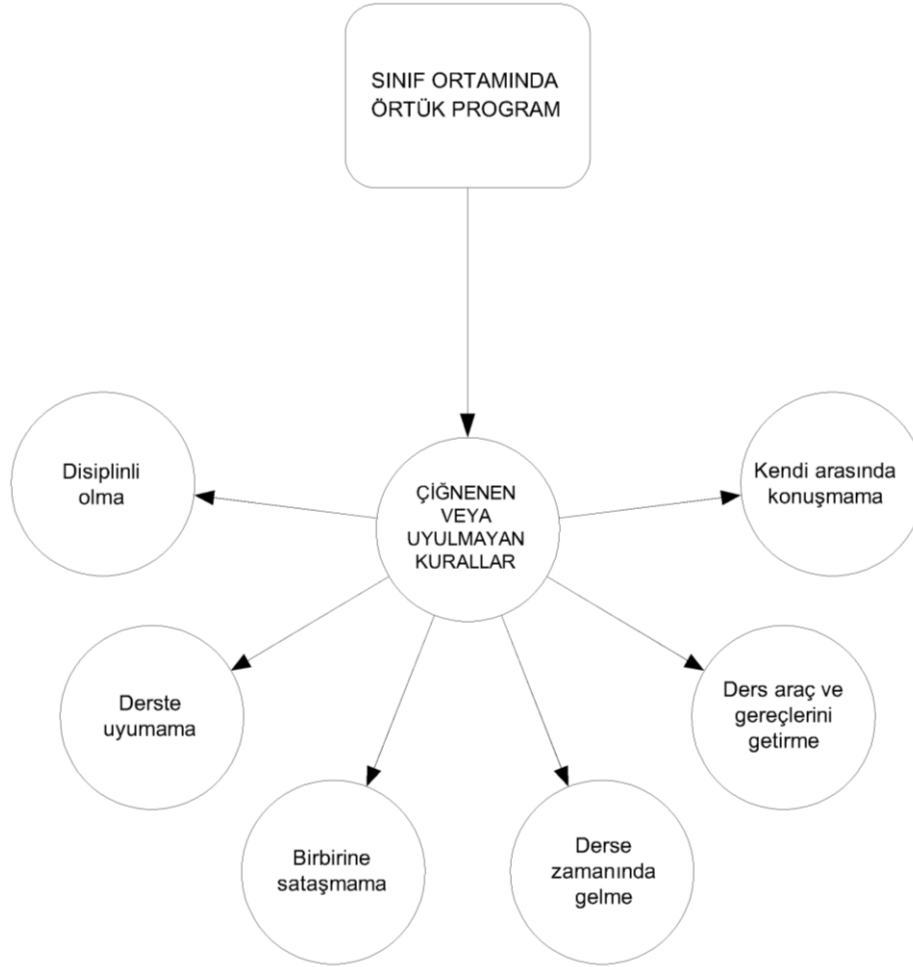 SINIF ORTAMINDA
ÖRTÜK PROGRAM
Disiplinli
olma
ÇİĞNENEN
VEYA
UYULMAYAN
KURALLAR
Kendi arasında
konuşmama
Derste
uyumama
Ders araç ve
gereçlerini
getirme
Birbirine
sataşmama
Derse
zamanında
gelme